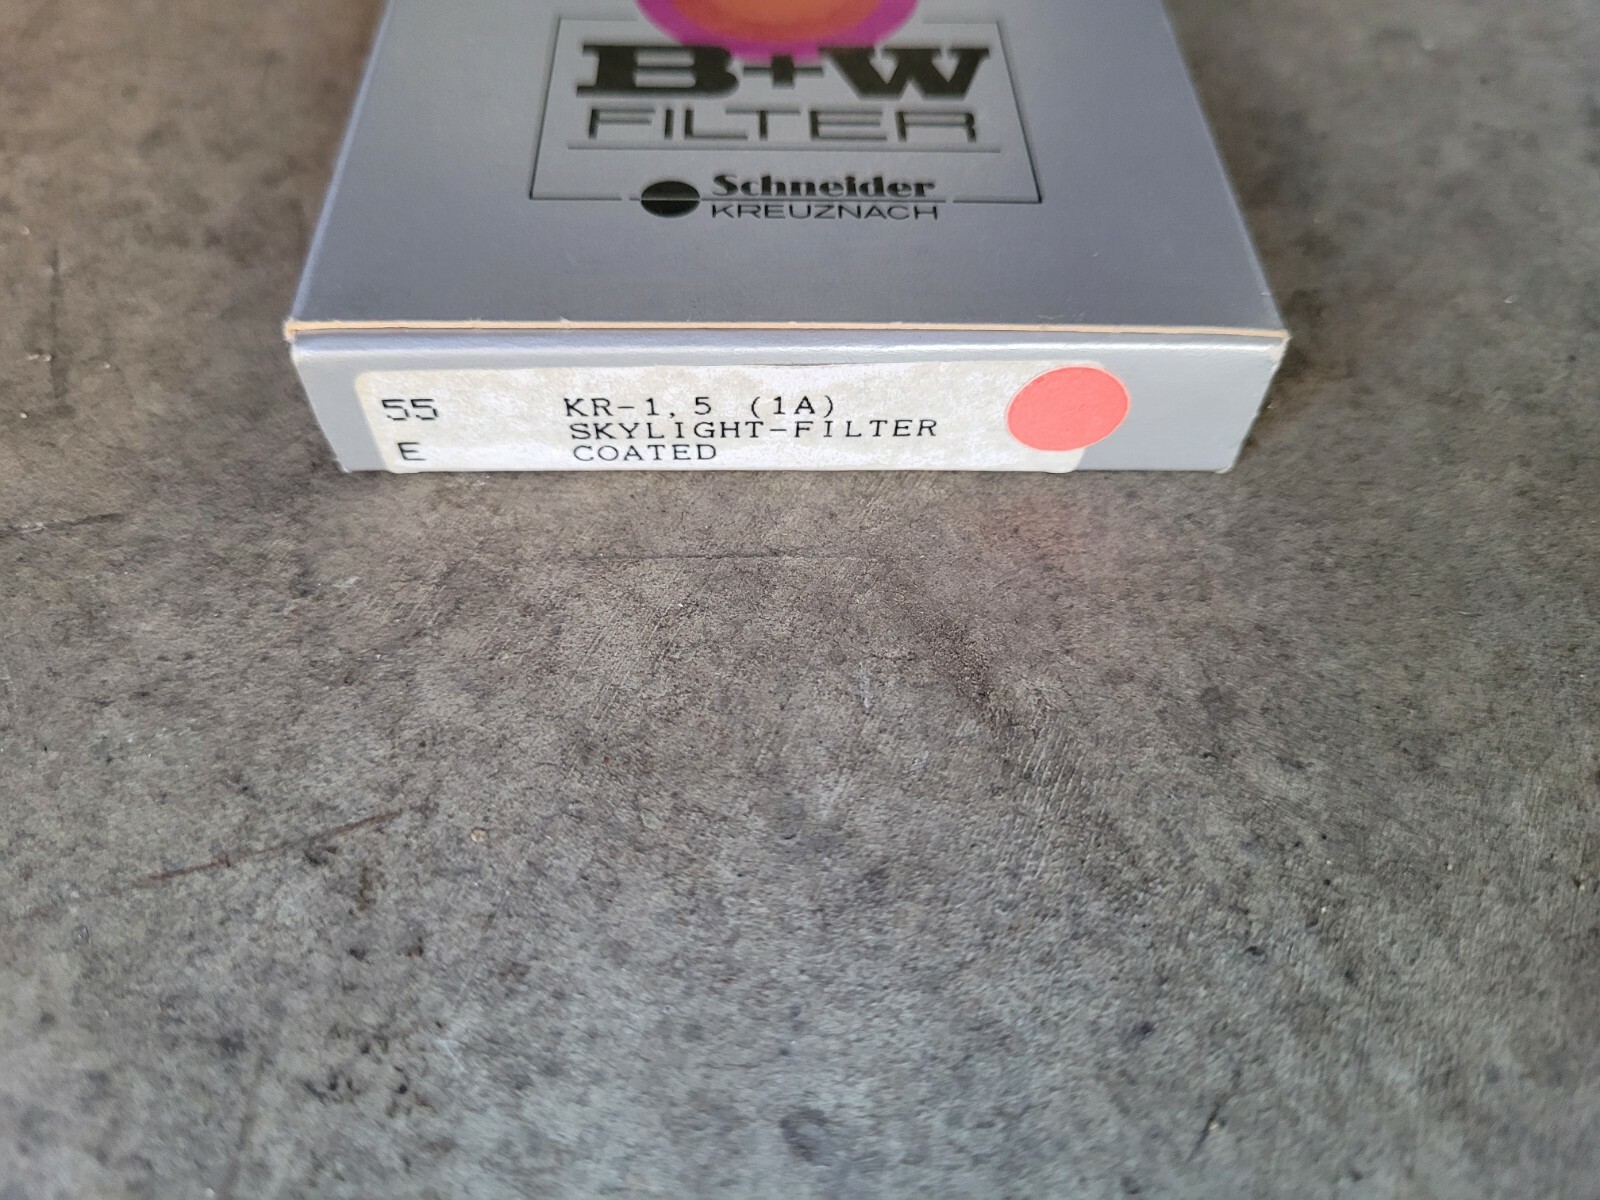 B+W
FILTER
Schneider
KREUZNACH
55 KR-1,5 (1A)
SKYLIGHT-FILTER
E COATED